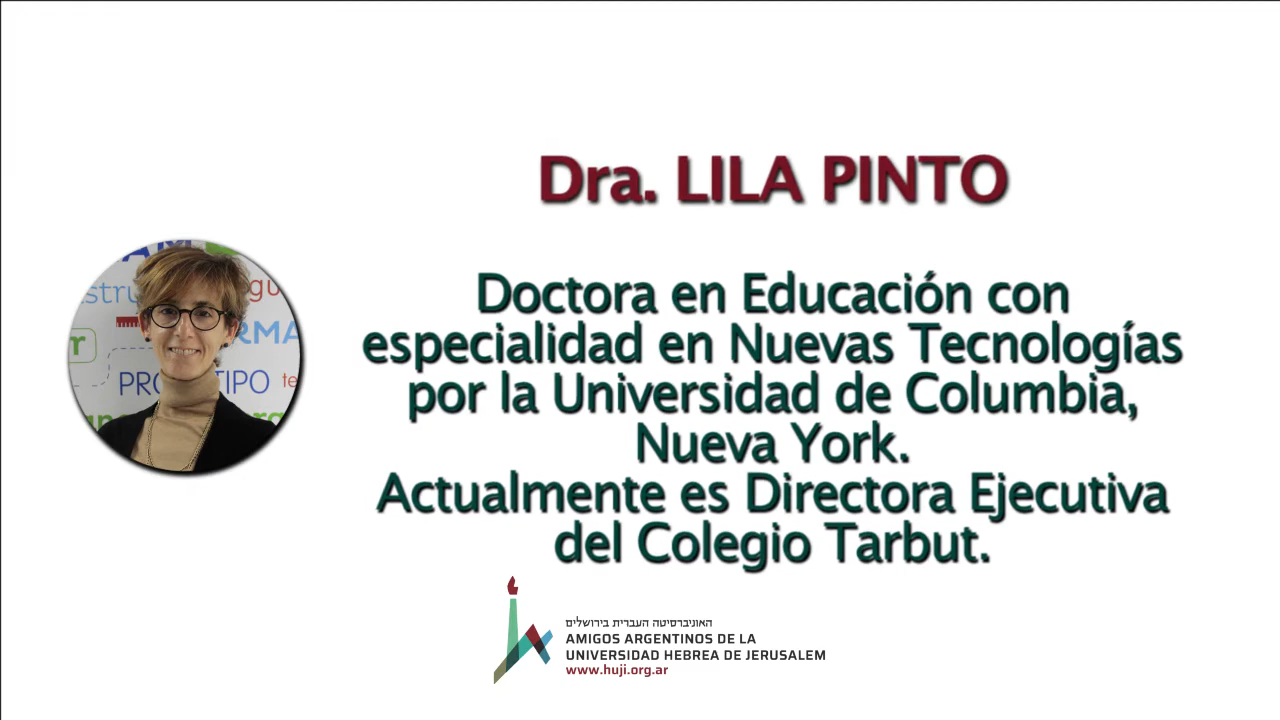 Dra. LILA PINTO
Doctora en Educación con
especialidad en Nuevas Tecnologías
por la Universidad de Columbia,
Nueva York.
Actualmente es Directora Ejecutiva
del Colegio Tarbut.
האוניברסיטה העברית בירושלים
AMIGOS ARGENTINOS DE LA
UNIVERSIDAD HEBREA DE JERUSALEM
www.huji.org.ar